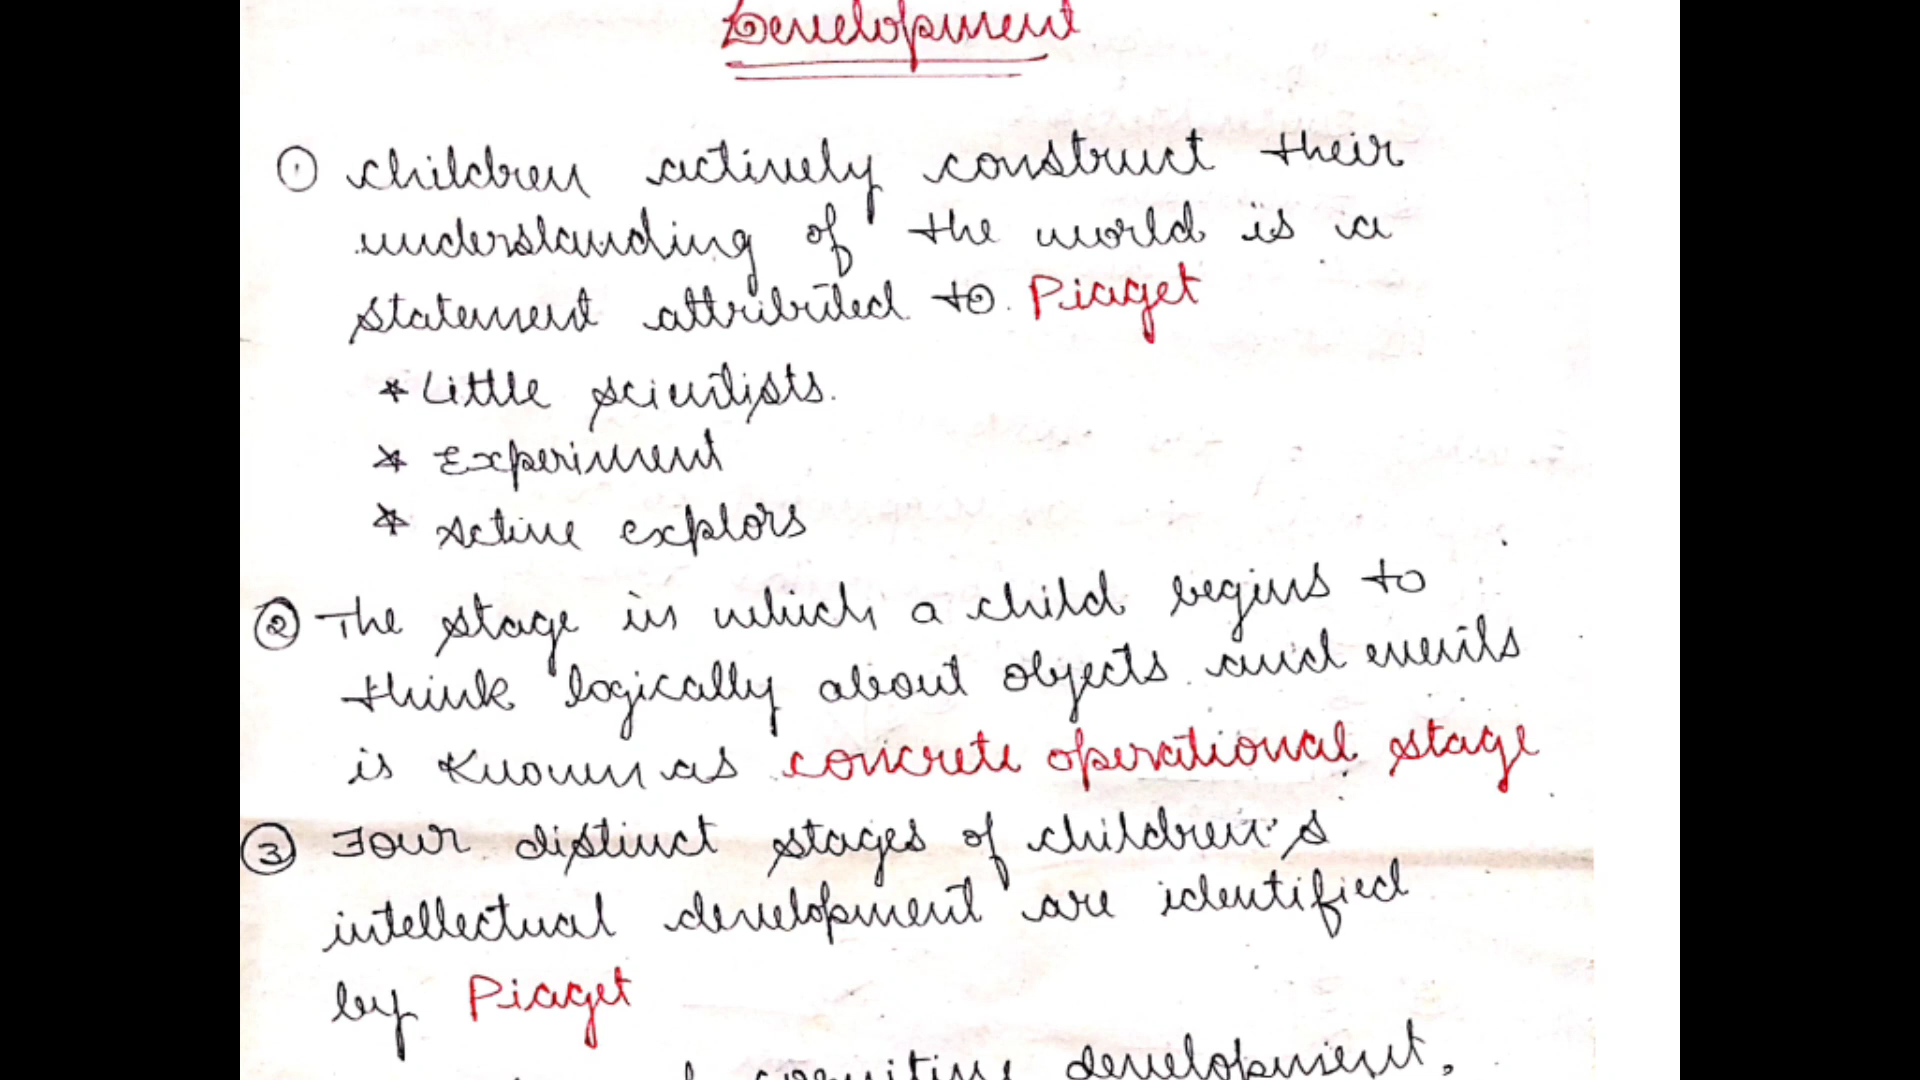 Development
① children actively construct their
understanding of the world is a
statement attributed to Piaget
* Little scientists.
* Experiment
* Active explors
② The stage in which a child begins to
think logically about objects and events
is known as concrete operational stage
③ Four distinct stages of children's
intellectual development are identified
by Piaget
cognitive development,